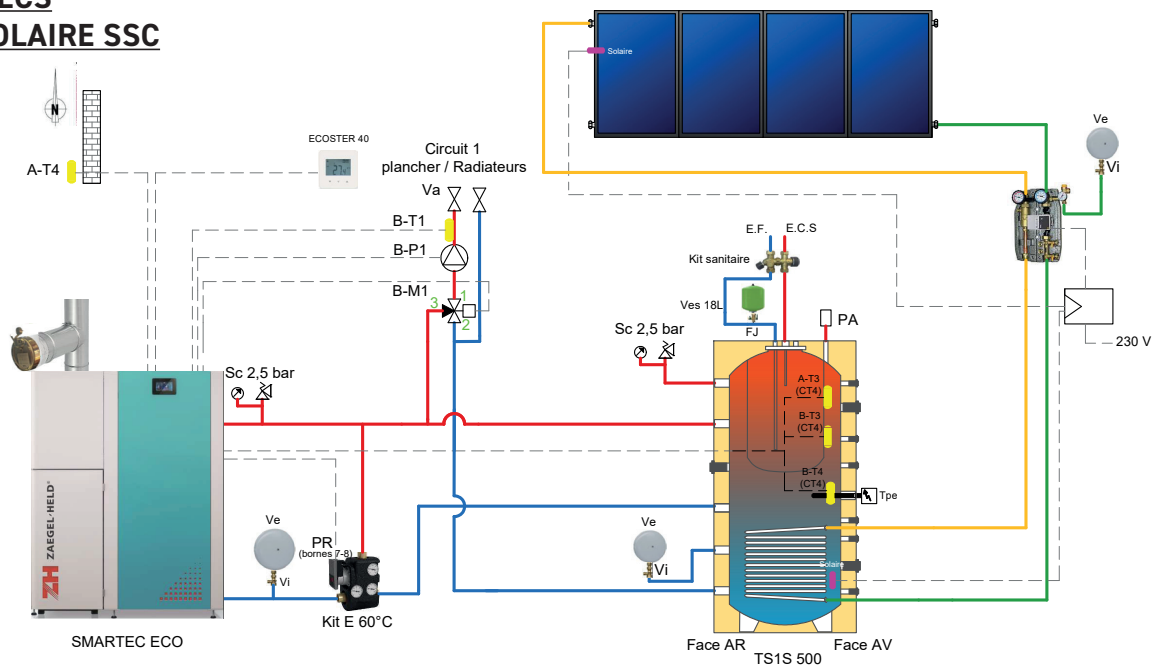 ECS
OLAIRE SSC
N
A-T4
ECOSTER 40
Circuit 1
plancher / Radiateurs
Va
B-T1
B-P1
B-M1
3
1
2
Solaire
Ve
Vi
E.F.
E.C.S
Kit sanitaire
Ves 18L
FJ
PA
230 V
Sc 2,5 bar
Sc 2,5 bar
A-T3
(CT4)
B-T3
(CT4)
B-T4
(CT4)
Tpe
ZH ZAEGEL-HELD®
Ve
Vi
PR
(bornes 7-8)
Kit E 60°C
Ve
Vi
Solaire
SMARTEC ECO
Face AR
Face AV
TS1S 500